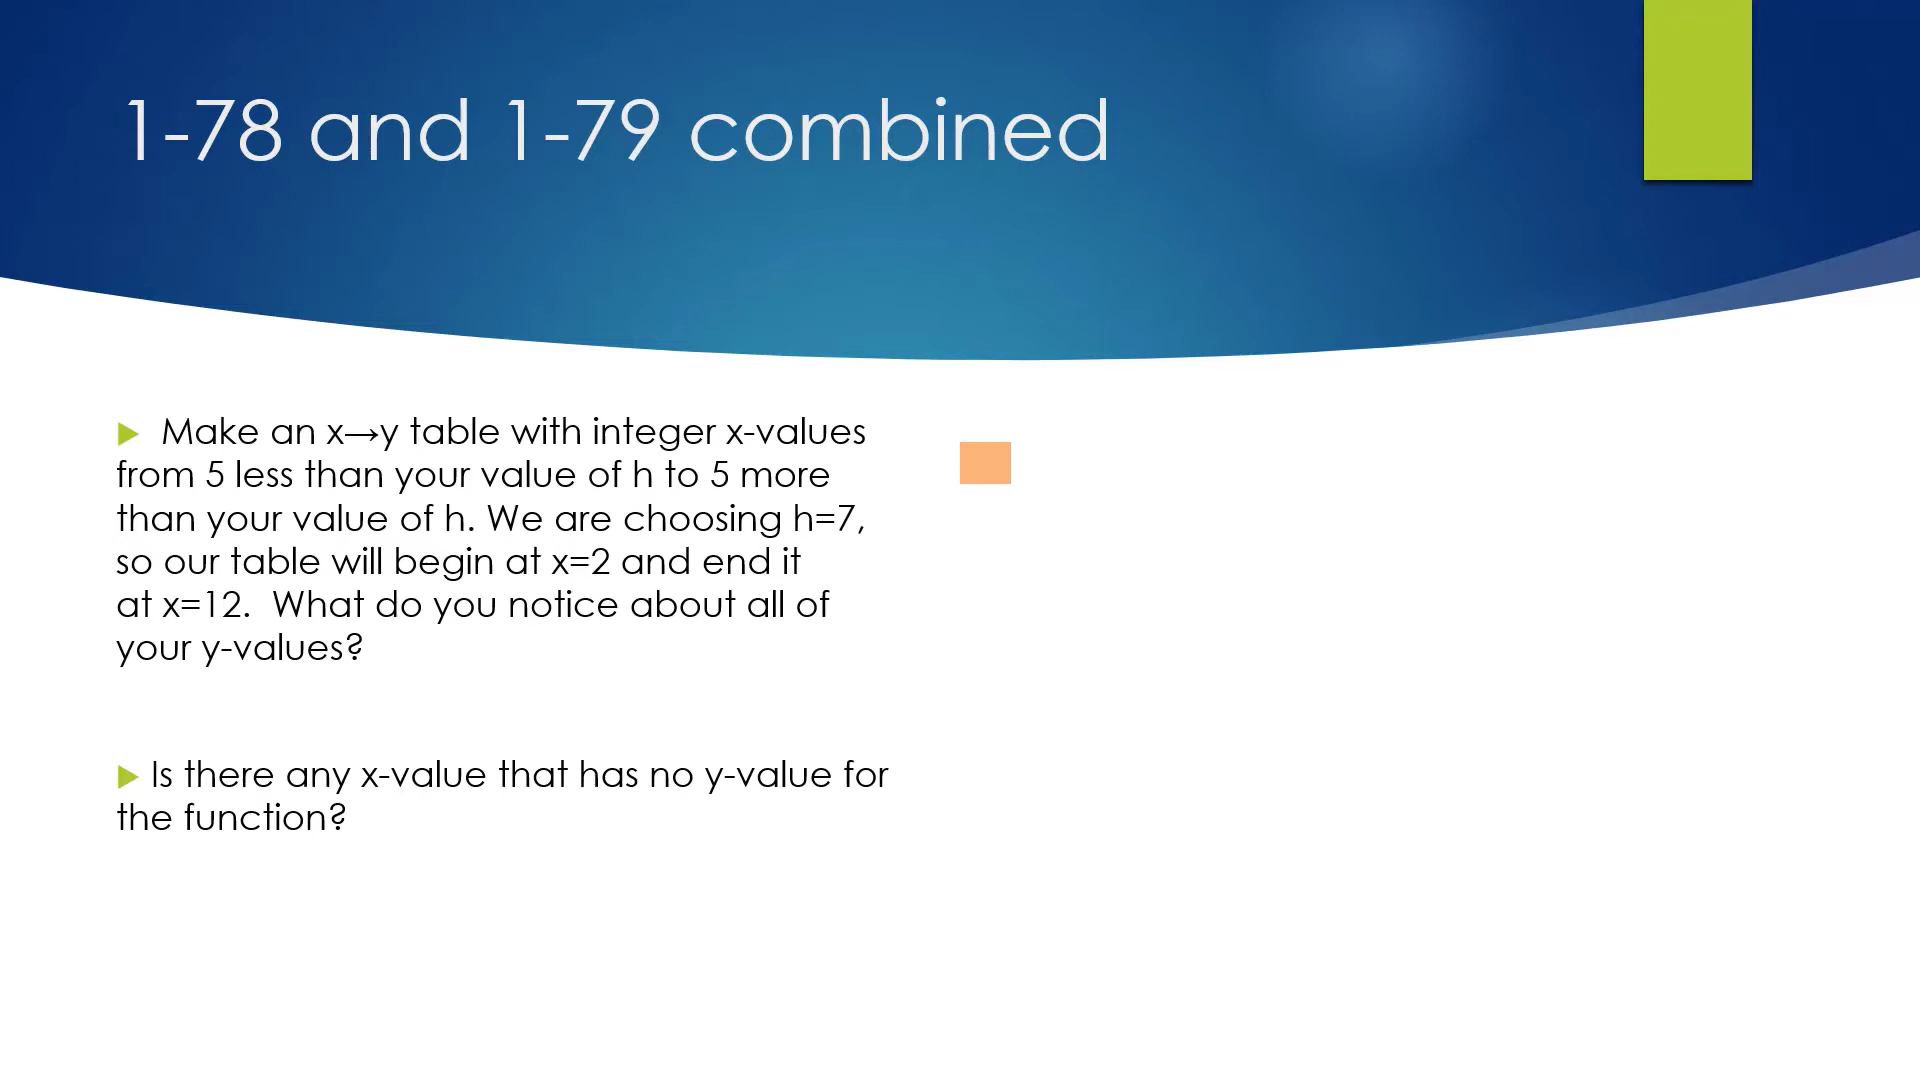 1-78 and 1-79 combined
Make an x→y table with integer x-values
from 5 less than your value of h to 5 more
than your value of h. We are choosing h=7,
so our table will begin at x=2 and end it
at x=12.  What do you notice about all of
your y-values?
Is there any x-value that has no y-value for
the function?